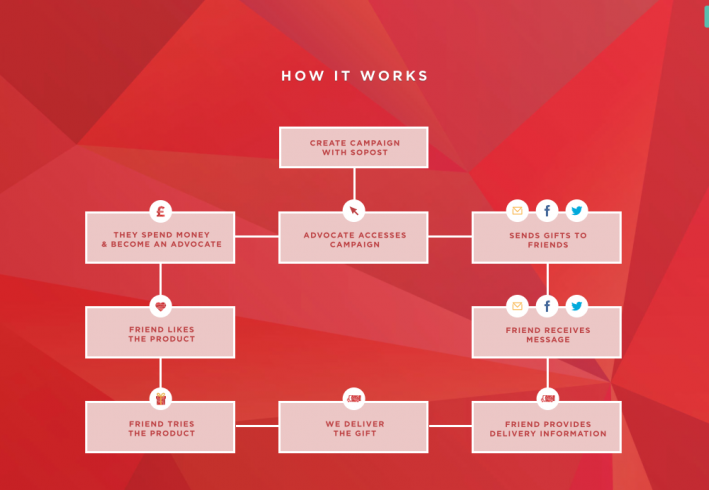 HOW IT WORKS
CREATE CAMPAIGN
WITH SOPOST
THEY SPEND MONEY
& BECOME AN ADVOCATE
ADVOCATE ACCESSES
CAMPAIGN
SENDS GIFTS TO
FRIENDS
FRIEND LIKES
THE PRODUCT
FRIEND RECEIVES
MESSAGE
FRIEND TRIES
THE PRODUCT
WE DELIVER
THE GIFT
FRIEND PROVIDES
DELIVERY INFORMATION